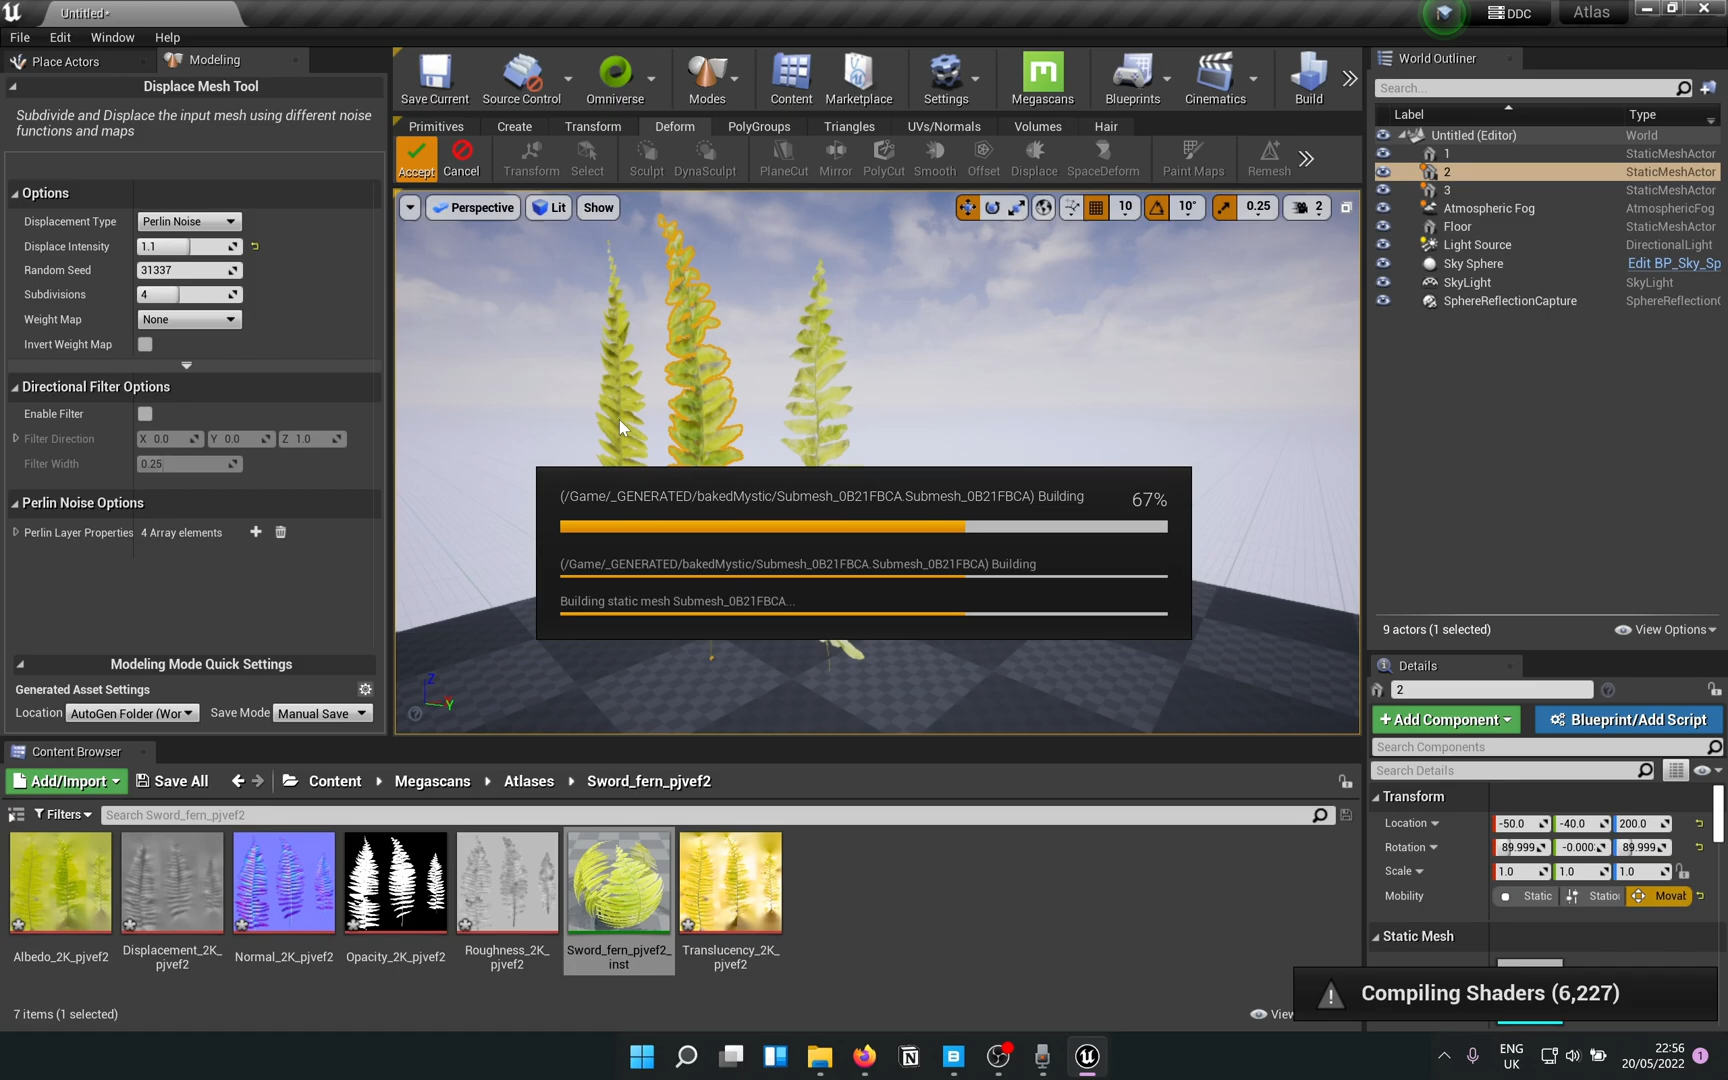 Untitled*
DDC
Atlas
File Edit Window Help
Place Actors
Modeling
Displace Mesh Tool
Subdivide and Displace the input mesh using different noise
functions and maps
Options
Displacement Type Perlin Noise
Displace Intensity 1.1
Random Seed 31337
Subdivisions 4
Weight Map None
Invert Weight Map
Directional Filter Options
Enable Filter
Filter Direction X 0.0 Y 0.0 Z 1.0
Filter Width 0.25
Perlin Noise Options
Perlin Layer Properties 4 Array elements
Modeling Mode Quick Settings
Generated Asset Settings
Location AutoGen Folder (Wor Save Mode Manual Save
Save Current Source Control Omniverse Modes Content Marketplace Settings Megascans Blueprints Cinematics Build
Primitives Create Transform Deform PolyGroups Triangles UVs/Normals Volumes Hair
Accept Cancel Transform Select Sculpt DynaSculpt PlaneCut Mirror PolyCut Smooth Offset Displace SpaceDeform Paint Maps Remesh
Perspective Lit Show 10 10° 0.25 2
(/Game/_GENERATED/bakedMystic/Submesh_0B21FBCA.Submesh_0B21FBCA) Building 67%
(/Game/_GENERATED/bakedMystic/Submesh_0B21FBCA.Submesh_0B21FBCA) Building
Building static mesh Submesh_0B21FBCA...
Z
Y
World Outliner
Search...
Label Type
Untitled (Editor) World
1 StaticMeshActor
2 StaticMeshActor
3 StaticMeshActor
Atmospheric Fog AtmosphericFog
Floor StaticMeshActor
Light Source DirectionalLight
Sky Sphere Edit BP_Sky_Sp
SkyLight SkyLight
SphereReflectionCapture SphereReflectionC
9 actors (1 selected) View Options
Details
2
+Add Component Blueprint/Add Script
Search Components
Search Details
Transform
Location -50.0 -40.0 200.0
Rotation 89.999 -0.000 89.999
Scale 1.0 1.0 1.0
Mobility Static Station Movab
Static Mesh
Compiling Shaders (6,227)
Content Browser
Add/Import Save All Content Megascans Atlases Sword_fern_pjvef2
Filters Search Sword_fern_pjvef2
Albedo_2K_pjvef2
Displacement_2K_
pjvef2
Normal_2K_pjvef2
Opacity_2K_pjvef2
Roughness_2K_
pjvef2
Sword_fern_pjvef2_
inst
Translucency_2K_
pjvef2
7 items (1 selected) View
ENG
UK
22:56
20/05/2022
1